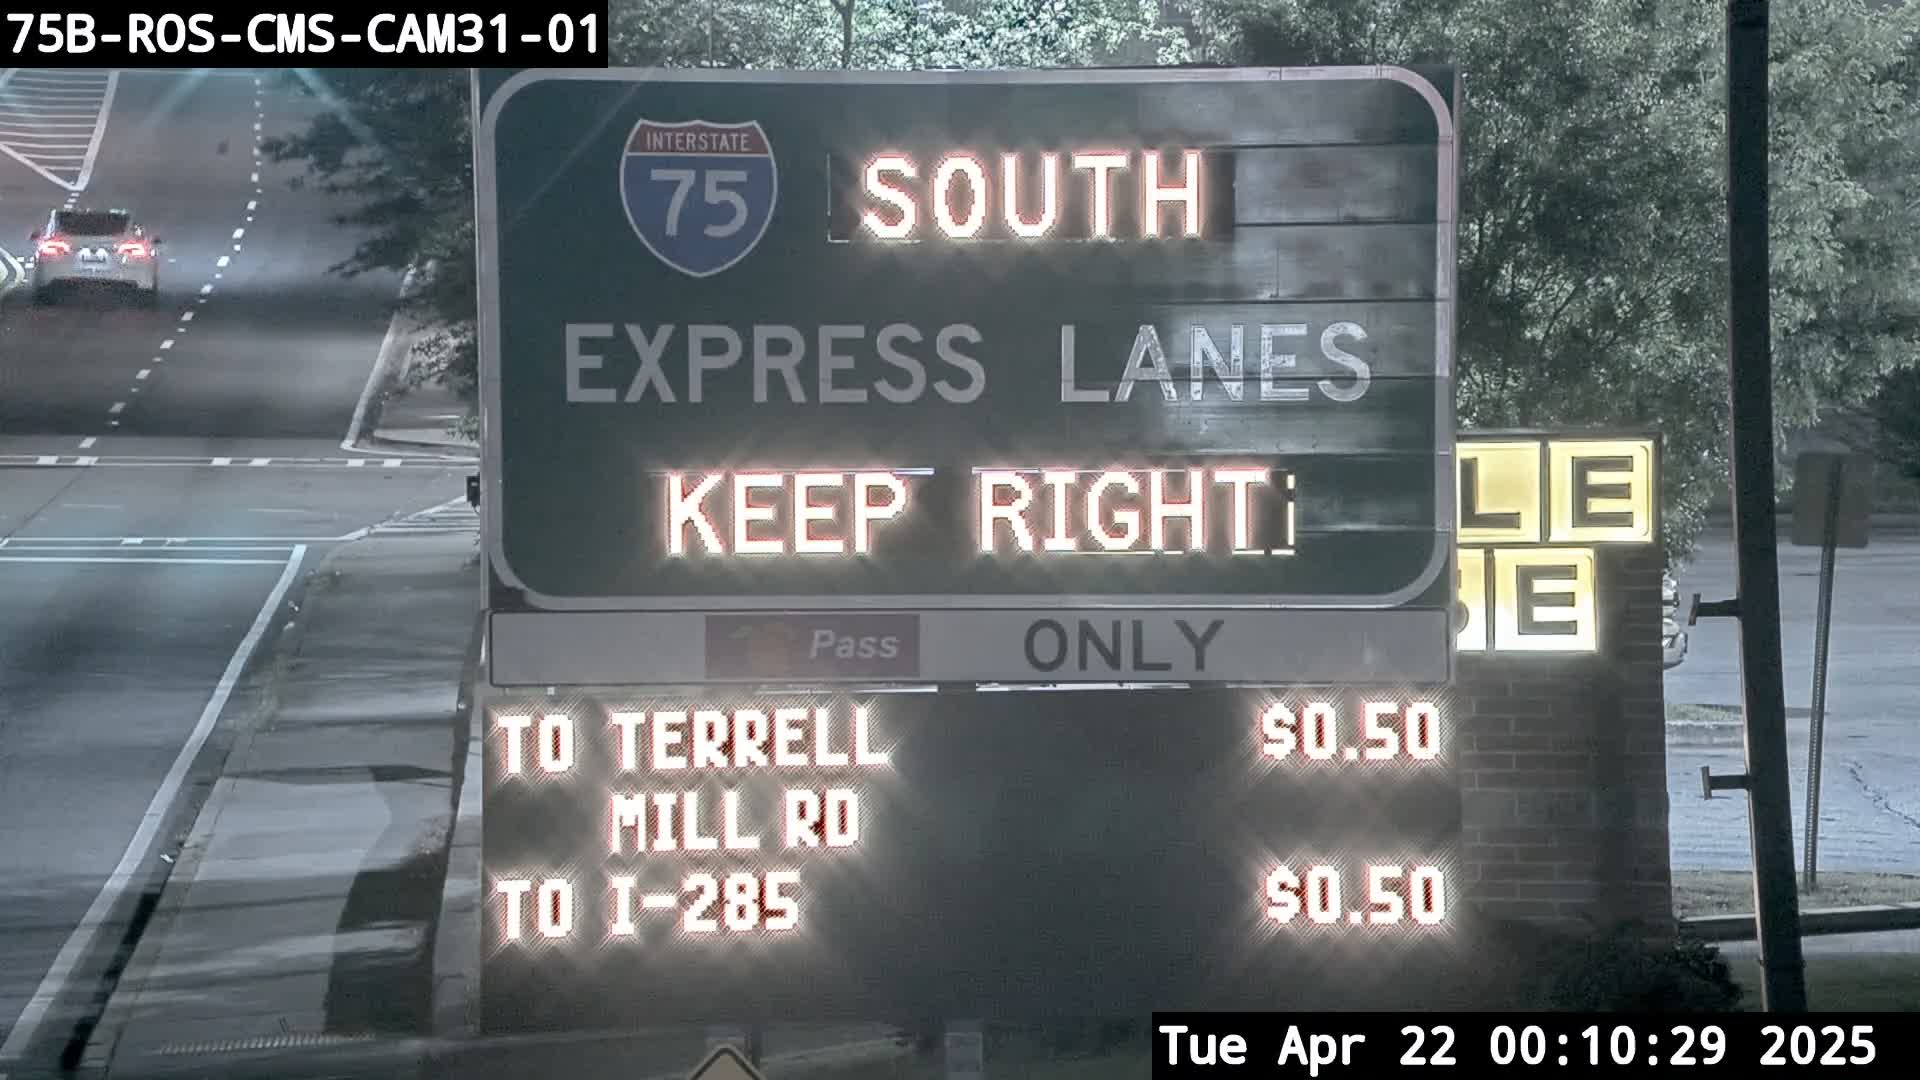 75B-ROS-CMS-CAM31-01
INTERSTATE
75
SOUTH
EXPRESS LANES
KEEP RIGHT
Pass ONLY
LE
E
TO TERRELL $0.50
MILL RD
TO I-285 $0.50
Tue Apr 22 00:10:29 2025